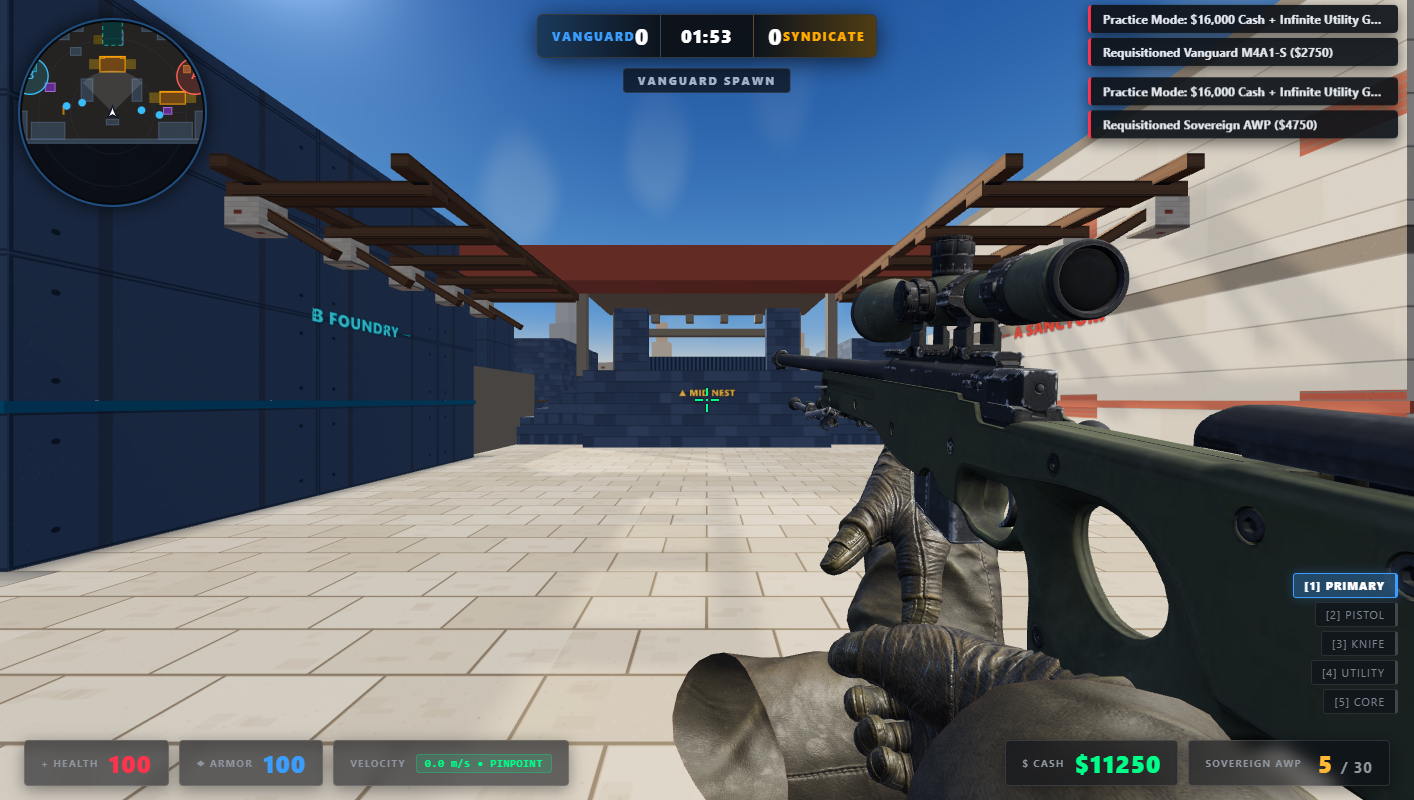 VANGUARD 0 01:53 0 SYNDICATE
VANGUARD SPAWN
Practice Mode: $16,000 Cash + Infinite Utility G...
Requisitioned Vanguard M4A1-S ($2750)
Practice Mode: $16,000 Cash + Infinite Utility G...
Requisitioned Sovereign AWP ($4750)
B
A
B FOUNDRY
▲ MID NEST
[1] PRIMARY
[2] PISTOL
[3] KNIFE
[4] UTILITY
[5] CORE
+ HEALTH 100
◆ ARMOR 100
VELOCITY 0.0 m/s • PINPOINT
$ CASH $11250
SOVEREIGN AWP 5 / 30